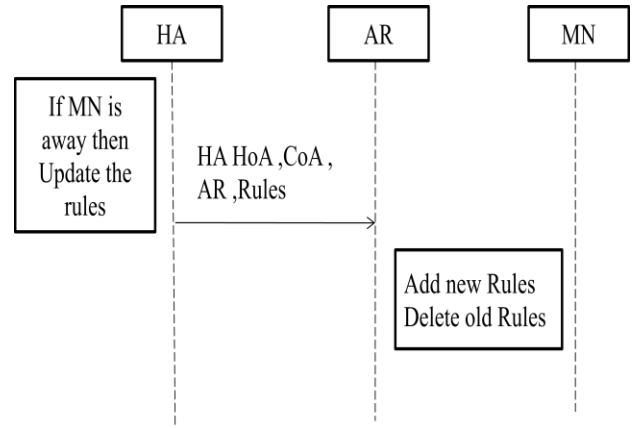 HA
AR
MN
If MN is
away then
Update the
rules
HA HoA ,CoA ,
AR ,Rules
Add new Rules
Delete old Rules